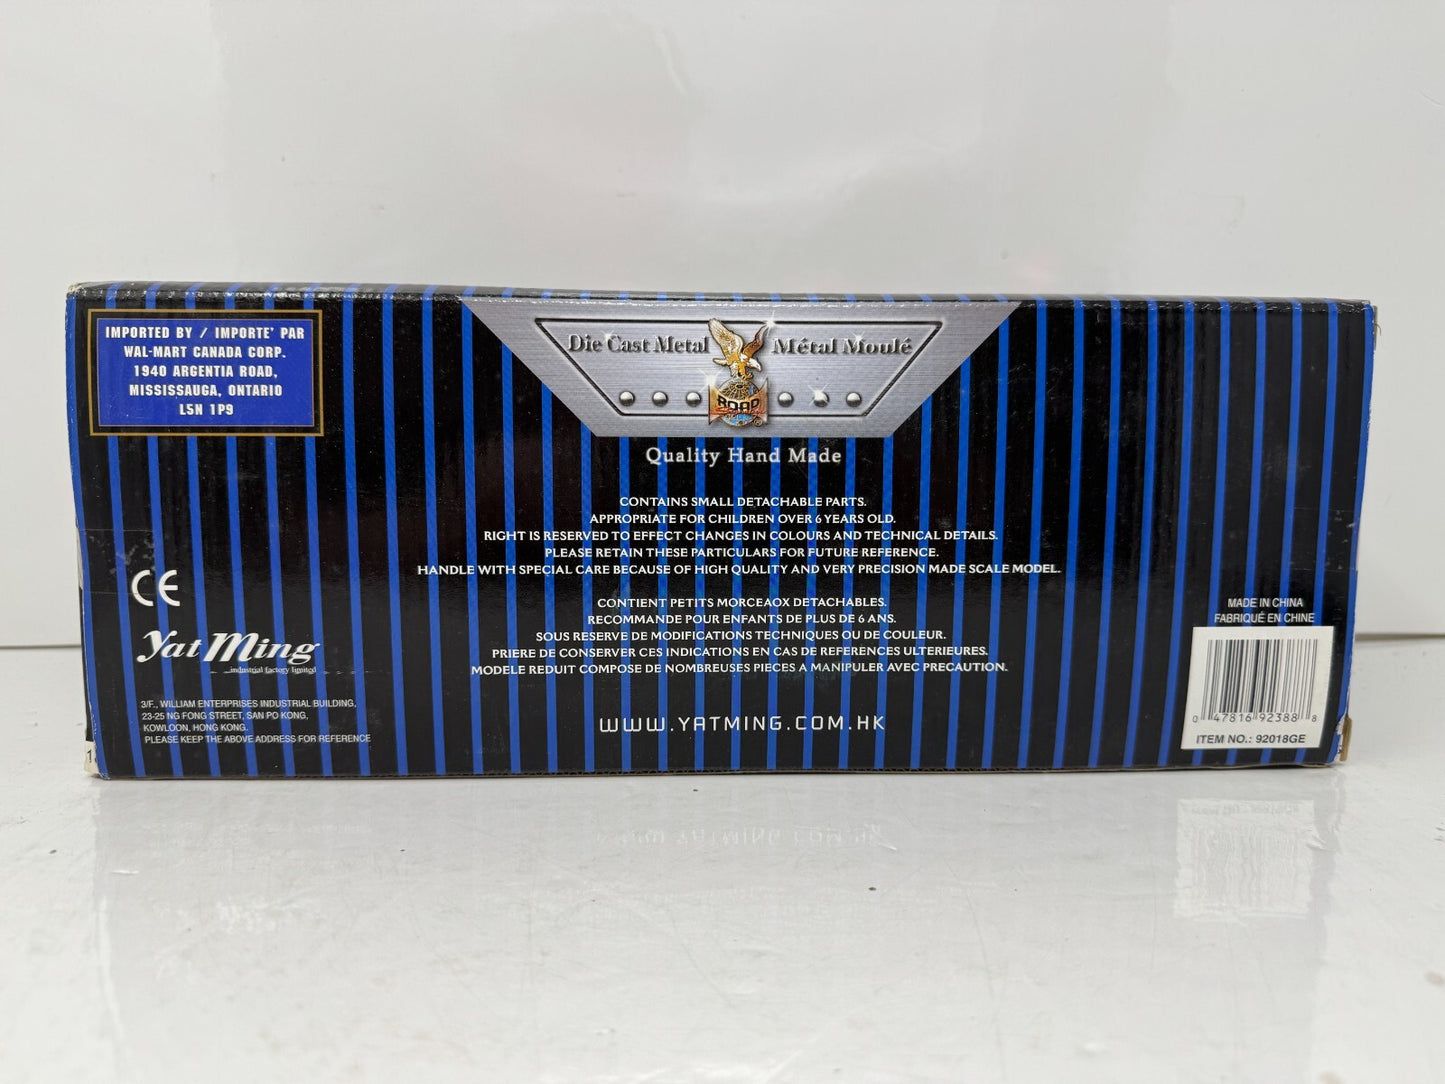 IMPORTED BY / IMPORTE' PAR
WAL-MART CANADA CORP.
1940 ARGENTIA ROAD,
MISSISSAUGA, ONTARIO
L5N 1P9
Die Cast Metal Métal Moulé
ROAD
Quality Hand Made
CONTAINS SMALL DETACHABLE PARTS.
APPROPRIATE FOR CHILDREN OVER 6 YEARS OLD.
RIGHT IS RESERVED TO EFFECT CHANGES IN COLOURS AND TECHNICAL DETAILS.
PLEASE RETAIN THESE PARTICULARS FOR FUTURE REFERENCE.
HANDLE WITH SPECIAL CARE BECAUSE OF HIGH QUALITY AND VERY PRECISION MADE SCALE MODEL.
CONTIENT PETITS MORCEAOX DETACHABLES.
RECOMMANDE POUR ENFANTS DE PLUS DE 6 ANS.
SOUS RESERVE DE MODIFICATIONS TECHNIQUES OU DE COULEUR.
PRIERE DE CONSERVER CES INDICATIONS EN CAS DE REFERENCES ULTERIEURES.
MODELE REDUIT COMPOSE DE NOMBREUSES PIECES A MANIPULER AVEC PRECAUTION.
WWW.YATMING.COM.HK
CE
Yat Ming
industrial factory limited
3/F., WILLIAM ENTERPRISES INDUSTRIAL BUILDING,
23-25 NG FONG STREET, SAN PO KONG,
KOWLOON, HONG KONG.
PLEASE KEEP THE ABOVE ADDRESS FOR REFERENCE
MADE IN CHINA
FABRIQUÉ EN CHINE
0 47816 92388 8
ITEM NO.: 92018GE